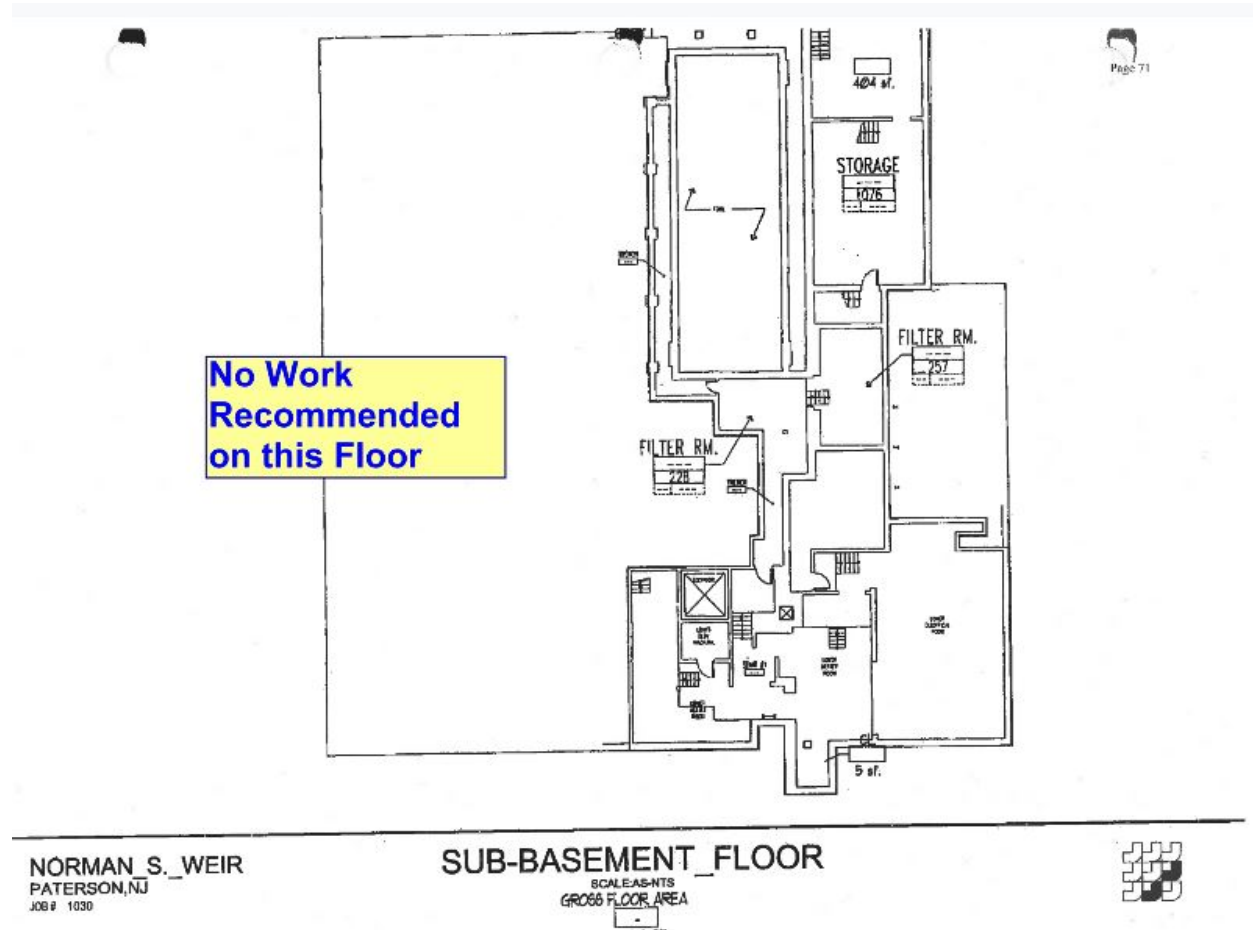 Page 71
404 sf.
STORAGE
1076
FILTER RM.
257
No Work
Recommended
on this Floor
FILTER RM.
228
5 sf.
NORMAN_S._WEIR
PATERSON,NJ
JOB # 1030
SUB-BASEMENT_FLOOR
SCALE:AS-NTS
GROSS FLOOR AREA